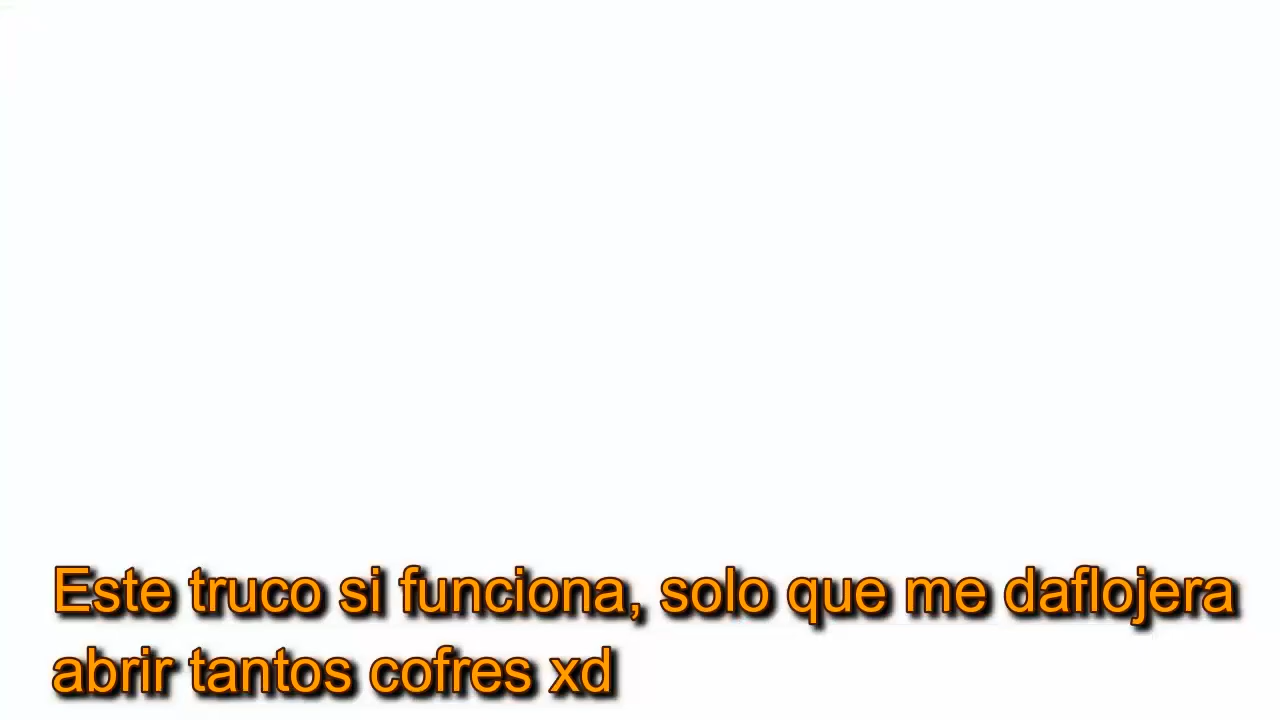 Este truco si funciona, solo que me daflojera
abrir tantos cofres xd